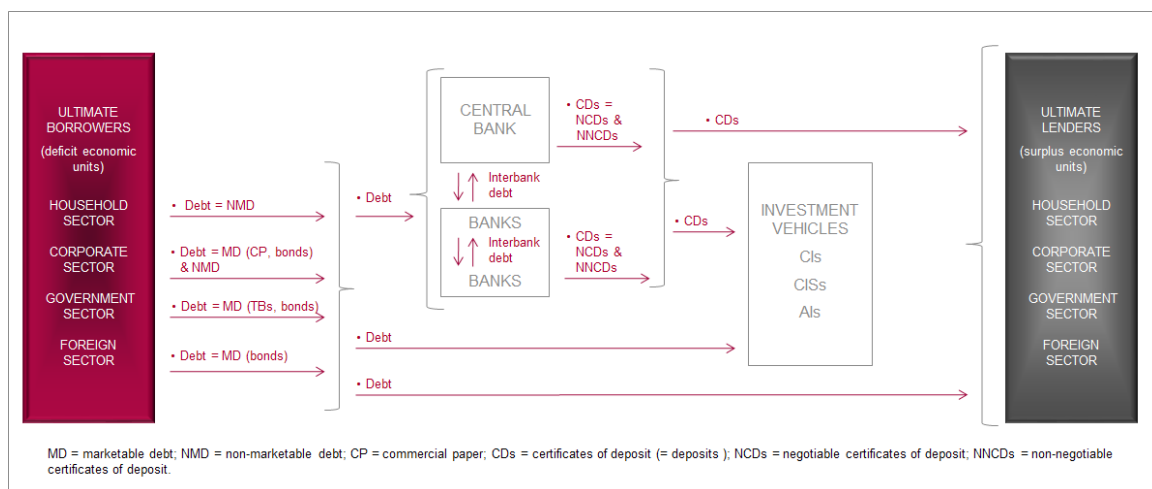 ULTIMATE
BORROWERS
(deficit economic
units)
HOUSEHOLD
SECTOR
CORPORATE
SECTOR
GOVERNMENT
SECTOR
FOREIGN
SECTOR
• Debt = NMD
• Debt = MD (CP, bonds)
& NMD
• Debt = MD (TBs, bonds)
• Debt = MD (bonds)
• Debt
CENTRAL
BANK
Interbank
debt
BANKS
Interbank
debt
BANKS
• CDs =
NCDs &
NNCDs
• CDs =
NCDs &
NNCDs
• CDs
• CDs
INVESTMENT
VEHICLES
CIs
CISs
AIs
• Debt
• Debt
ULTIMATE
LENDERS
(surplus economic
units)
HOUSEHOLD
SECTOR
CORPORATE
SECTOR
GOVERNMENT
SECTOR
FOREIGN
SECTOR
MD = marketable debt; NMD = non-marketable debt; CP = commercial paper; CDs = certificates of deposit (= deposits ); NCDs = negotiable certificates of deposit; NNCDs = non-negotiable
certificates of deposit.